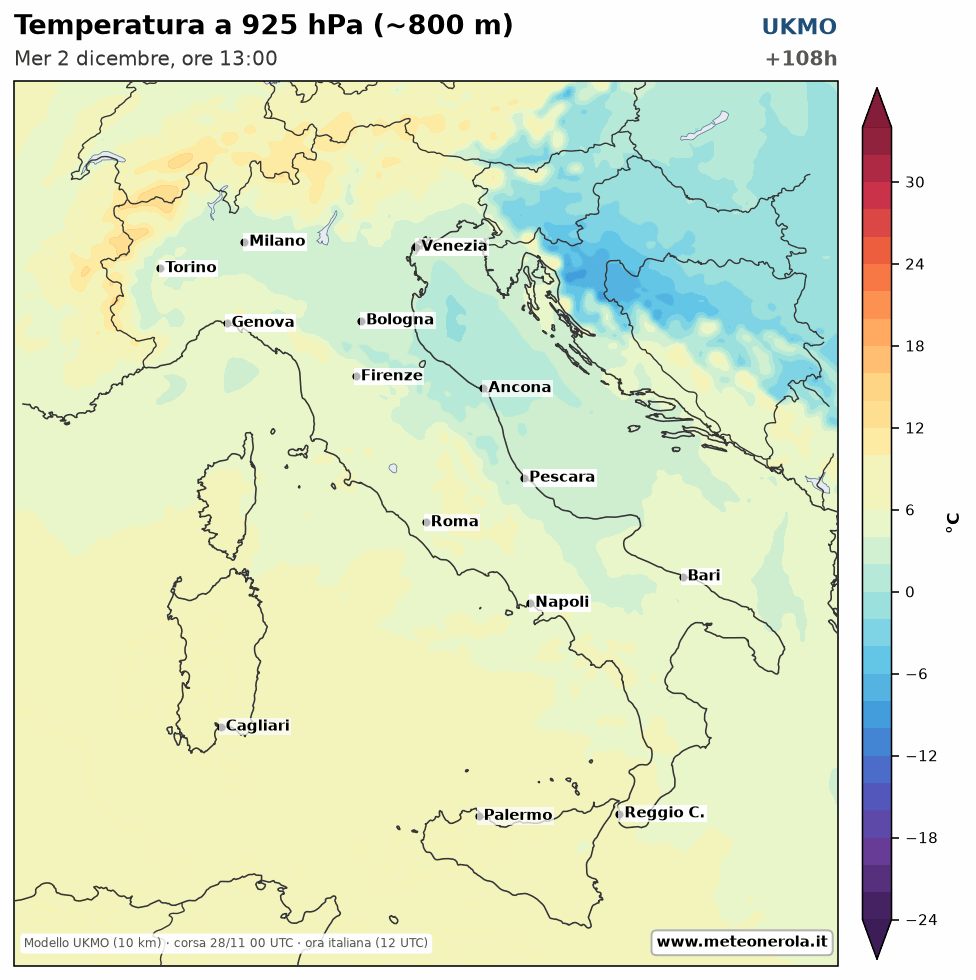 Temperatura a 925 hPa (~800 m)
UKMO
Mer 2 dicembre, ore 13:00
+108h
Milano
Venezia
Torino
Genova
Bologna
Firenze
Ancona
Pescara
Roma
Bari
Napoli
Cagliari
Palermo
Reggio C.
30
24
18
12
6
0
−6
−12
−18
−24
°C
Modello UKMO (10 km) · corsa 28/11 00 UTC · ora italiana (12 UTC)
www.meteonerola.it